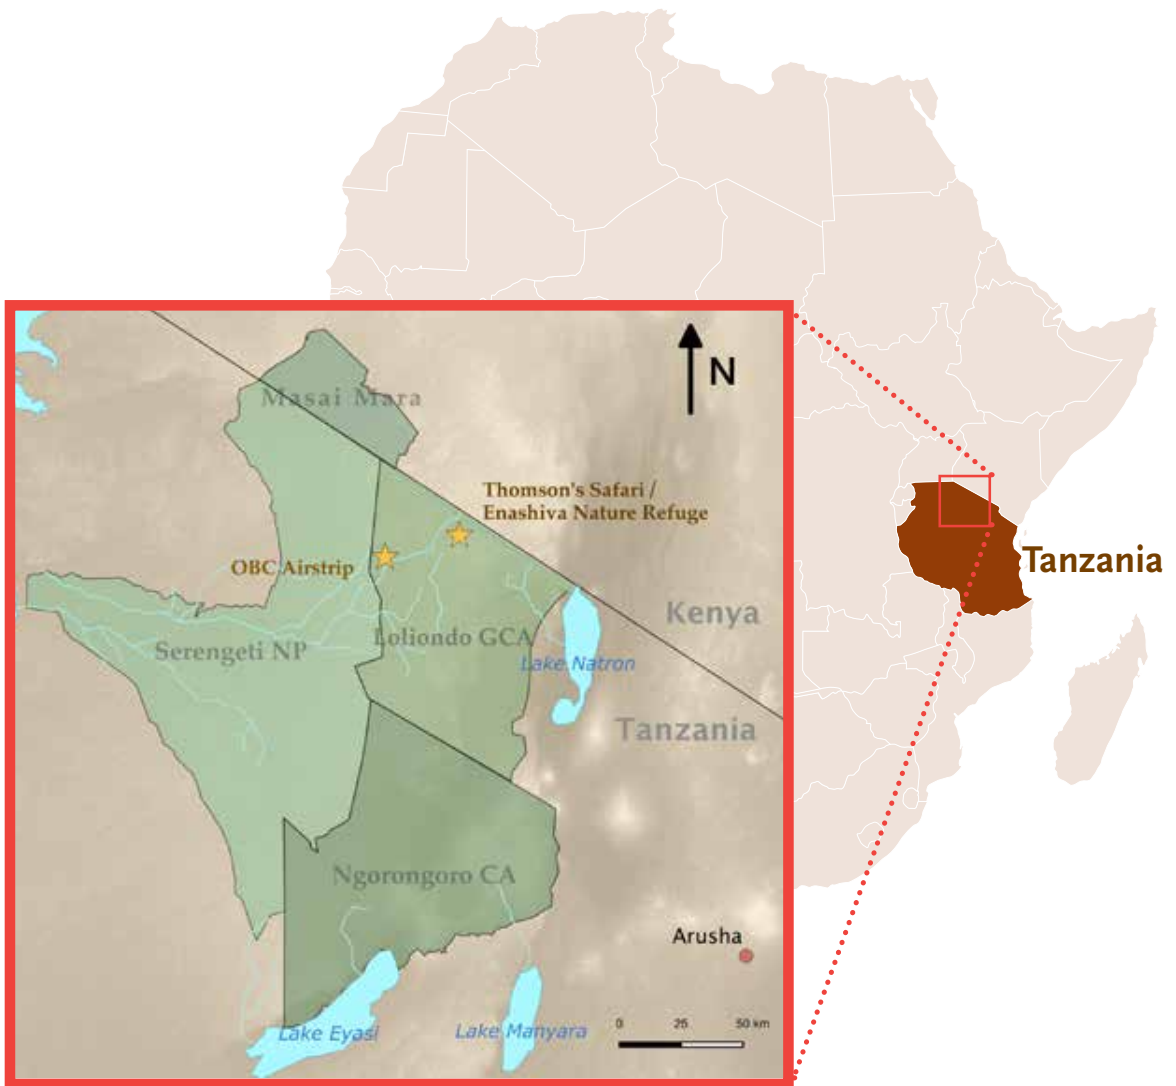 N
Masai Mara
Thomson's Safari /
Enashiva Nature Refuge
OBC Airstrip
Tanzania
Kenya
Loliondo GCA
Serengeti NP
Lake Natron
Tanzania
Ngorongoro CA
Arusha
0 25 50 km
Lake Eyasi
Lake Manyara